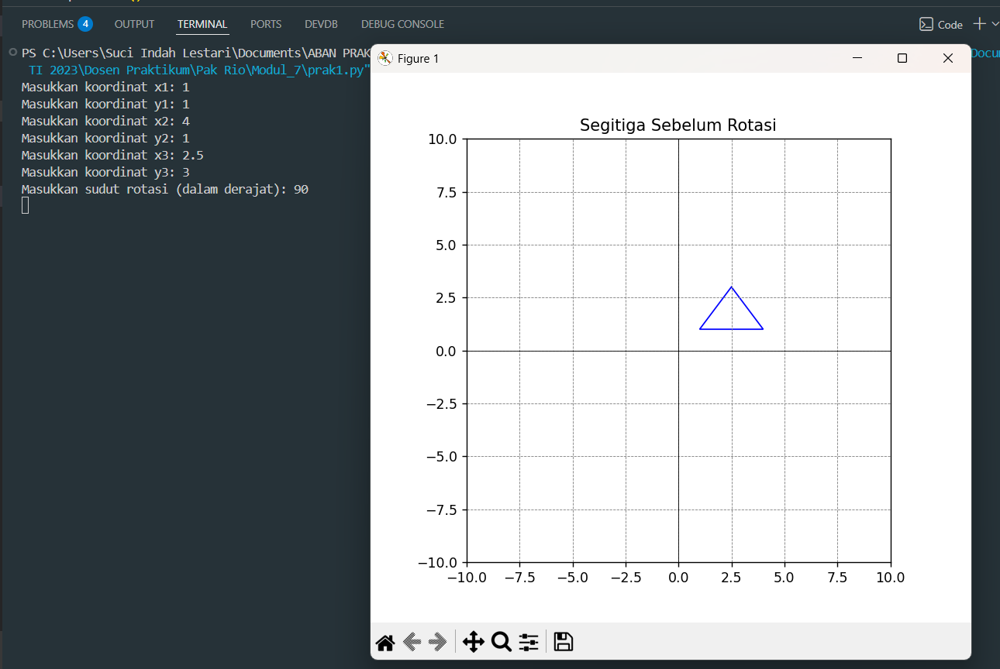 PROBLEMS 4 OUTPUT TERMINAL PORTS DEVDB DEBUG CONSOLE Code
PS C:\Users\Suci Indah Lestari\Documents\ABAN PRAK
TI 2023\Dosen Praktikum\Pak Rio\Modul_7\prak1.py"
Masukkan koordinat x1: 1
Masukkan koordinat y1: 1
Masukkan koordinat x2: 4
Masukkan koordinat y2: 1
Masukkan koordinat x3: 2.5
Masukkan koordinat y3: 3
Masukkan sudut rotasi (dalam derajat): 90
Figure 1
Segitiga Sebelum Rotasi
10.0
7.5
5.0
2.5
0.0
−2.5
−5.0
−7.5
−10.0
−10.0 −7.5 −5.0 −2.5 0.0 2.5 5.0 7.5 10.0